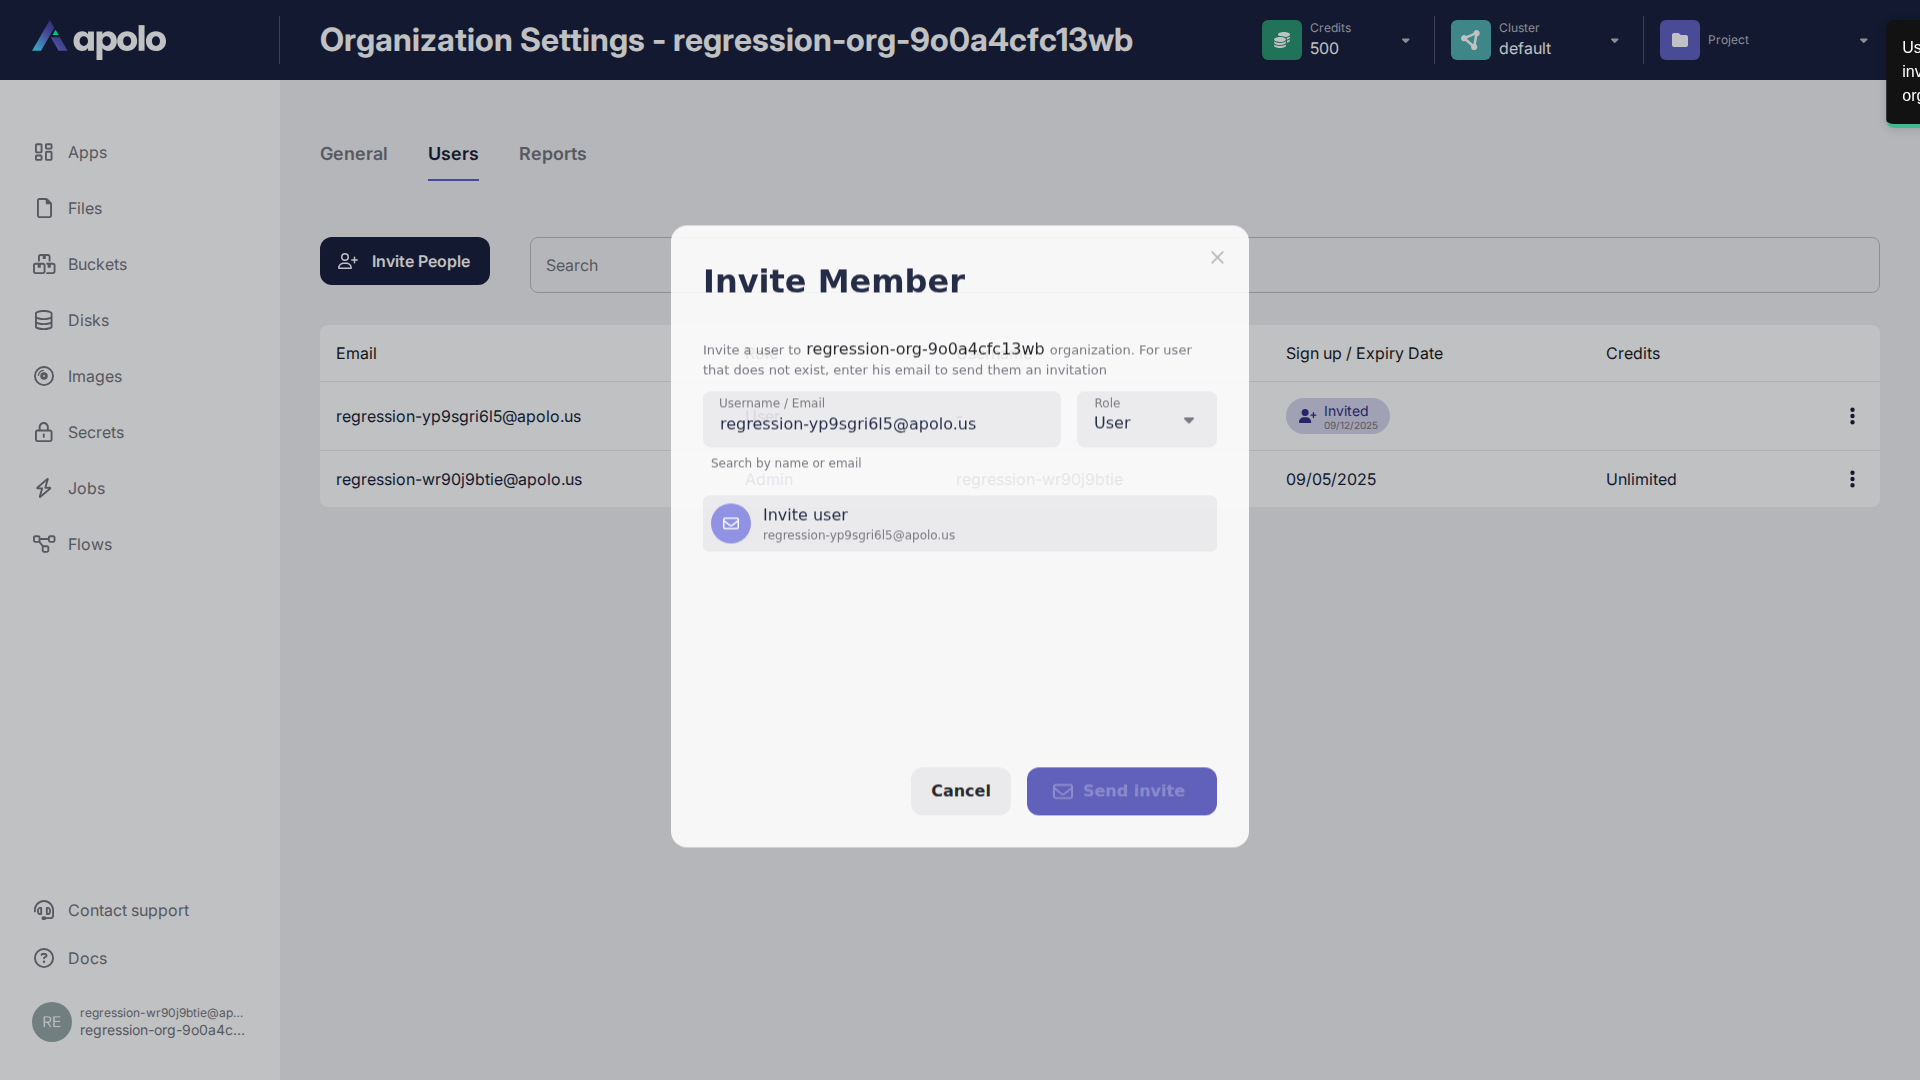 apolo
Organization Settings - regression-org-9o0a4cfc13wb
Credits
500
Cluster
default
Project
Us
inv
org
Apps
Files
Buckets
Disks
Images
Secrets
Jobs
Flows
Contact support
Docs
RE
regression-wr90j9btie@ap...
regression-org-9o0a4c...
General
Users
Reports
Invite People
Search
Email
Sign up / Expiry Date
Credits
regression-yp9sgri6l5@apolo.us
User
Invited
09/12/2025
regression-wr90j9btie@apolo.us
Admin
regression-wr90j9btie
09/05/2025
Unlimited
Invite Member
Invite a user to regression-org-9o0a4cfc13wb organization. For user
that does not exist, enter his email to send them an invitation
Username / Email
regression-yp9sgri6l5@apolo.us
Role
User
Search by name or email
Invite user
regression-yp9sgri6l5@apolo.us
Cancel
Send invite